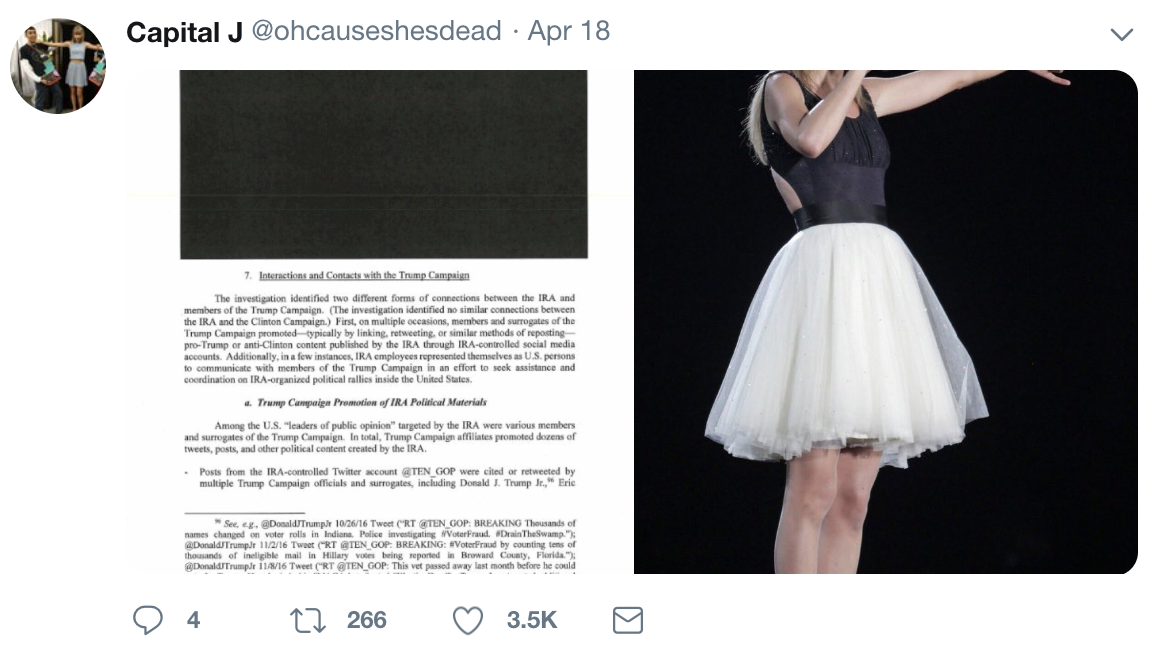 Capital J @ohcauseshesdead · Apr 18
7. Interactions and Contacts with the Trump Campaign
The investigation identified two different forms of connections between the IRA and
members of the Trump Campaign. (The investigation identified no similar connections between
the IRA and the Clinton Campaign.) First, on multiple occasions, members and surrogates of the
Trump Campaign promoted—typically by linking, retweeting, or similar methods of reposting—
pro-Trump or anti-Clinton content published by the IRA through IRA-controlled social media
accounts. Additionally, in a few instances, IRA employees represented themselves as U.S. persons
to communicate with members of the Trump Campaign in an effort to seek assistance and
coordination on IRA-organized political rallies inside the United States.
a. Trump Campaign Promotion of IRA Political Materials
Among the U.S. “leaders of public opinion” targeted by the IRA were various members
and surrogates of the Trump Campaign. In total, Trump Campaign affiliates promoted dozens of
tweets, posts, and other political content created by the IRA.
- Posts from the IRA-controlled Twitter account @TEN_GOP were cited or retweeted by
multiple Trump Campaign officials and surrogates, including Donald J. Trump Jr.,96 Eric
96 See, e.g., @DonaldJTrumpJr 10/26/16 Tweet (“RT @TEN_GOP: BREAKING Thousands of
names changed on voter rolls in Indiana. Police investigating #VoterFraud. #DrainTheSwamp.”);
@DonaldJTrumpJr 11/2/16 Tweet (“RT @TEN_GOP: BREAKING: #VoterFraud by counting tens of
thousands of ineligible mail in Hillary votes being reported in Broward County, Florida.”);
@DonaldJTrumpJr 11/8/16 Tweet (“RT @TEN_GOP: This vet passed away last month before he could
4 266 3.5K